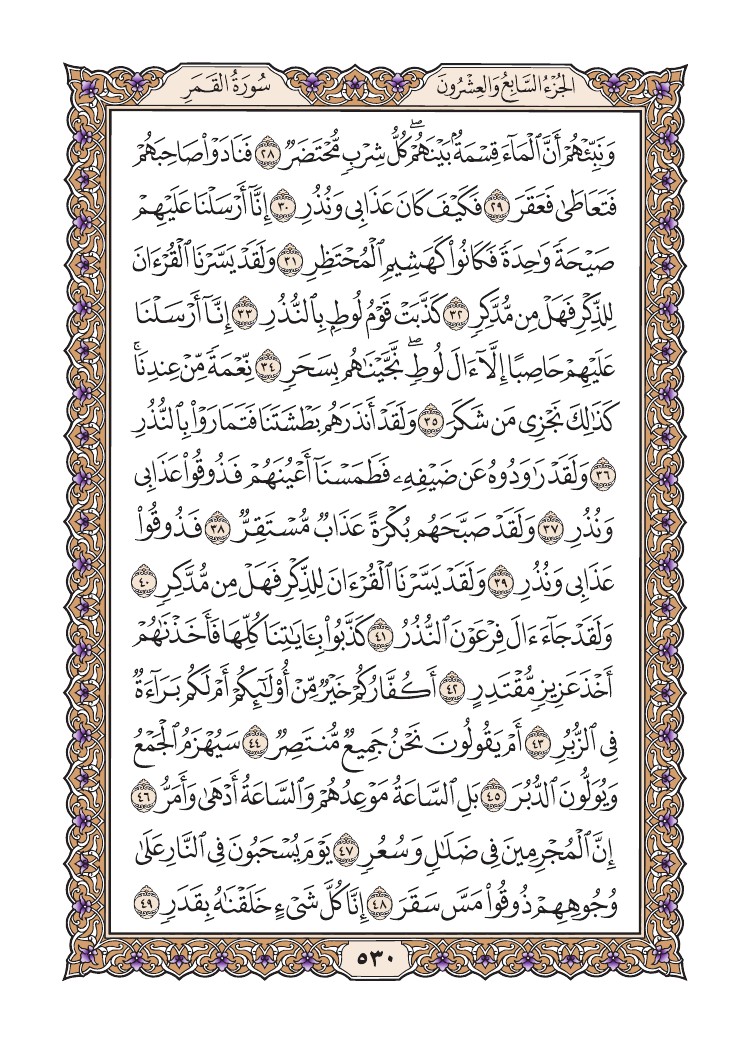 الجُزْءُ السَّابِعُ وَالعِشْرُونَ
سُورَةُ القَمَر
وَنَبِّئْهُمْ أَنَّ ٱلْمَآءَ قِسْمَةٌۢ بَيْنَهُمْۖ كُلُّ شِرْبٍ مُّحْتَضَرٌ ٢٨ فَنَادَوْا۟ صَاحِبَهُمْ
فَتَعَاطَىٰ فَعَقَرَ ٢٩ فَكَيْفَ كَانَ عَذَابِى وَنُذُرِ ٣٠ إِنَّآ أَرْسَلْنَا عَلَيْهِمْ
صَيْحَةً وَٰحِدَةً فَكَانُوا۟ كَهَشِيمِ ٱلْمُحْتَظِرِ ٣١ وَلَقَدْ يَسَّرْنَا ٱلْقُرْءَانَ
لِلذِّكْرِ فَهَلْ مِن مُّدَّكِرٍ ٣٢ كَذَّبَتْ قَوْمُ لُوطٍۭ بِٱلنُّذُرِ ٣٣ إِنَّآ أَرْسَلْنَا
عَلَيْهِمْ حَاصِبًا إِلَّآ ءَالَ لُوطٍۖ نَّجَّيْنَٰهُم بِسَحَرٍ ٣٤ نِّعْمَةً مِّنْ عِندِنَاۚ
كَذَٰلِكَ نَجْزِى مَن شَكَرَ ٣٥ وَلَقَدْ أَنذَرَهُم بَطْشَتَنَا فَتَمَارَوْا۟ بِٱلنُّذُرِ
٣٦ وَلَقَدْ رَٰوَدُوهُ عَن ضَيْفِهِۦ فَطَمَسْنَآ أَعْيُنَهُمْ فَذُوقُوا۟ عَذَابِى
وَنُذُرِ ٣٧ وَلَقَدْ صَبَّحَهُم بُكْرَةً عَذَابٌ مُّسْتَقِرٌّ ٣٨ فَذُوقُوا۟
عَذَابِى وَنُذُرِ ٣٩ وَلَقَدْ يَسَّرْنَا ٱلْقُرْءَانَ لِلذِّكْرِ فَهَلْ مِن مُّدَّكِرٍ ٤٠
وَلَقَدْ جَآءَ ءَالَ فِرْعَوْنَ ٱلنُّذُرُ ٤١ كَذَّبُوا۟ بِـَٔايَٰتِنَا كُلِّهَا فَأَخَذْنَٰهُمْ
أَخْذَ عَزِيزٍ مُّقْتَدِرٍ ٤٢ أَكُفَّارُكُمْ خَيْرٌ مِّنْ أُو۟لَٰٓئِكُمْ أَمْ لَكُم بَرَآءَةٌ
فِى ٱلزُّبُرِ ٤٣ أَمْ يَقُولُونَ نَحْنُ جَمِيعٌ مُّنتَصِرٌ ٤٤ سَيُهْزَمُ ٱلْجَمْعُ
وَيُوَلُّونَ ٱلدُّبُرَ ٤٥ بَلِ ٱلسَّاعَةُ مَوْعِدُهُمْ وَٱلسَّاعَةُ أَدْهَىٰ وَأَمَرُّ ٤٦
إِنَّ ٱلْمُجْرِمِينَ فِى ضَلَٰلٍ وَسُعُرٍ ٤٧ يَوْمَ يُسْحَبُونَ فِى ٱلنَّارِ عَلَىٰ
وُجُوهِهِمْ ذُوقُوا۟ مَسَّ سَقَرَ ٤٨ إِنَّا كُلَّ شَىْءٍ خَلَقْنَٰهُ بِقَدَرٍ ٤٩
٥٣٠